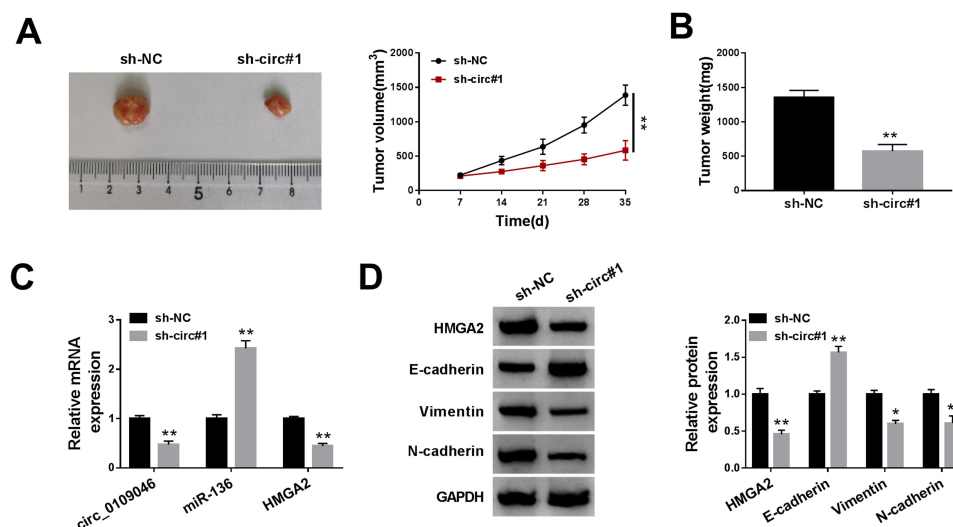 A
sh-NC
sh-circ#1
1 2 3 4 5 6 7 8
Tumor volume(mm³)
2000
1500
1000
500
0
sh-NC
sh-circ#1
**
0 7 14 21 28 35
Time(d)
B
Tumor weight(mg)
2000
1500
1000
500
0
**
sh-NC
sh-circ#1
C
Relative mRNA
expression
3
2
1
0
sh-NC
sh-circ#1
**
**
**
circ_0109046
miR-136
HMGA2
D
sh-NC
sh-circ#1
HMGA2
E-cadherin
Vimentin
N-cadherin
GAPDH
Relative protein
expression
2.0
1.5
1.0
0.5
0.0
sh-NC
sh-circ#1
**
**
*
*
HMGA2
E-cadherin
Vimentin
N-cadherin